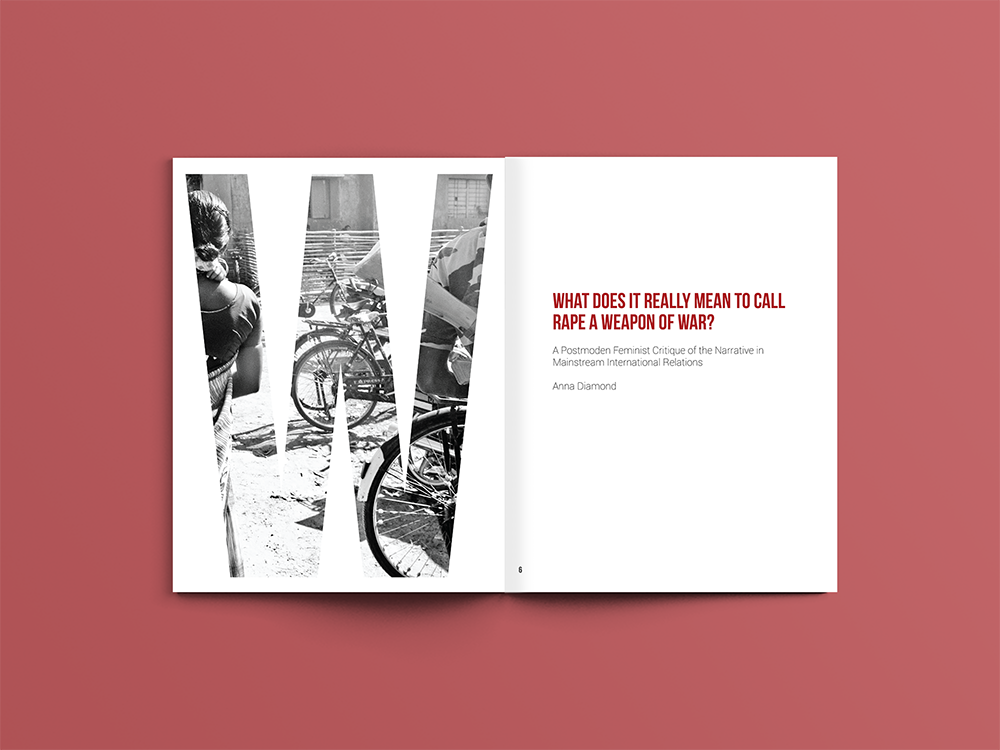 WHAT DOES IT REALLY MEAN TO CALL
RAPE A WEAPON OF WAR?
A Postmoden Feminist Critique of the Narrative in
Mainstream International Relations
Anna Diamond
6